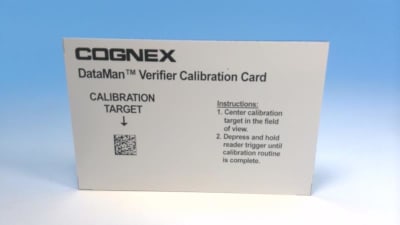 COGNEX
DataMan™ Verifier Calibration Card
CALIBRATION
TARGET
Instructions:
1. Center calibration
target in the field
of view.
2. Depress and hold
reader trigger until
calibration routine
is complete.